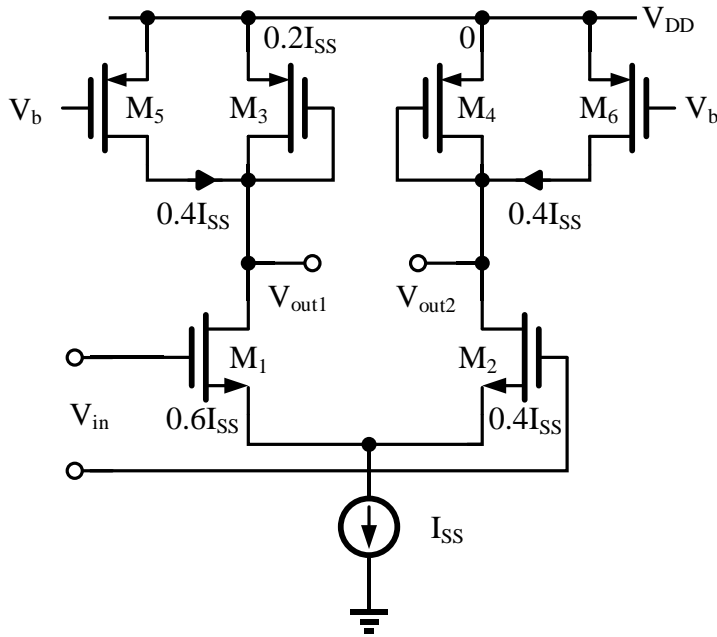 V_DD
0.2I_SS
0
V_b
M_5
M_3
M_4
M_6
V_b
0.4I_SS
0.4I_SS
V_out1
V_out2
M_1
M_2
V_in
0.6I_SS
0.4I_SS
I_SS